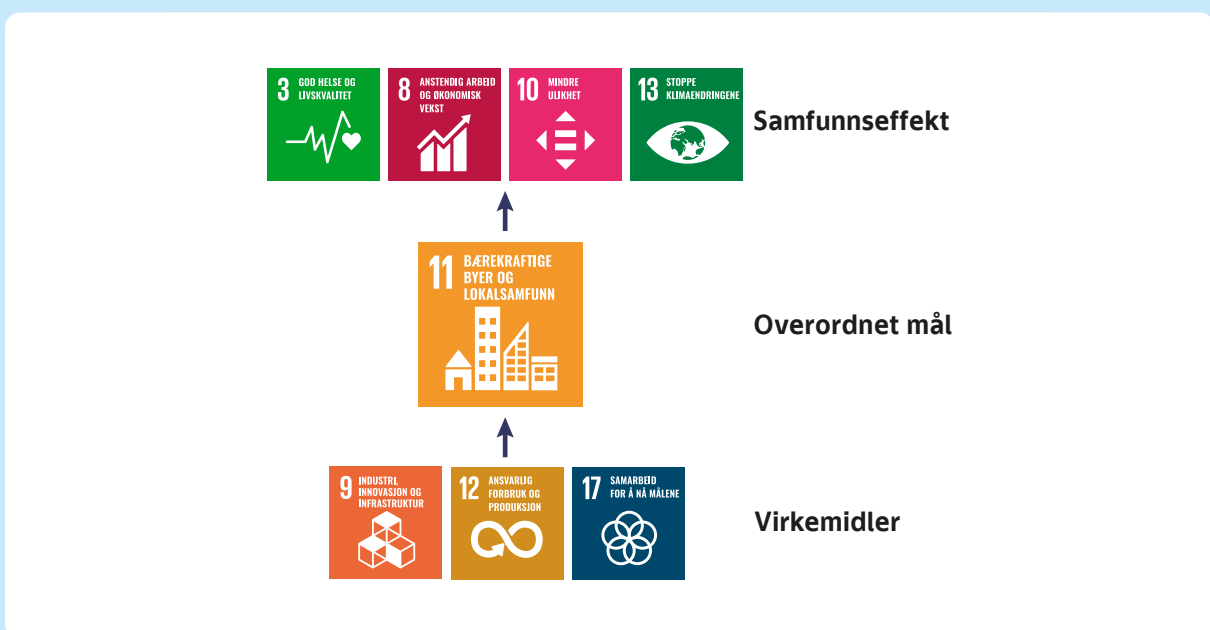 3 GOD HELSE OG
LIVSKVALITET
8 ANSTENDIG ARBEID
OG ØKONOMISK
VEKST
10 MINDRE
ULIKHET
13 STOPPE
KLIMAENDRINGENE
Samfunnseffekt
11 BÆREKRAFTIGE
BYER OG
LOKALSAMFUNN
Overordnet mål
9 INDUSTRI,
INNOVASJON OG
INFRASTRUKTUR
12 ANSVARLIG
FORBRUK OG
PRODUKSJON
17 SAMARBEID
FOR Å NÅ MÅLENE
Virkemidler